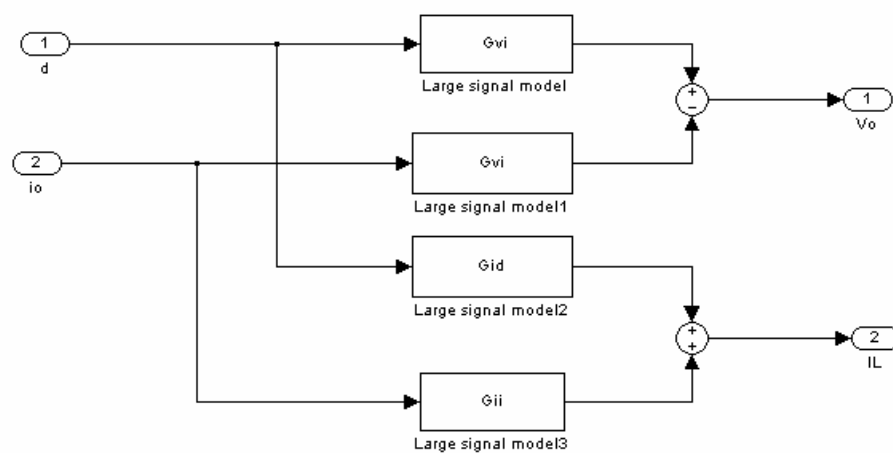 1
d
Gvi
Large signal model
+
−
1
Vo
2
io
Gvi
Large signal model1
Gid
Large signal model2
+
+
2
IL
Gii
Large signal model3